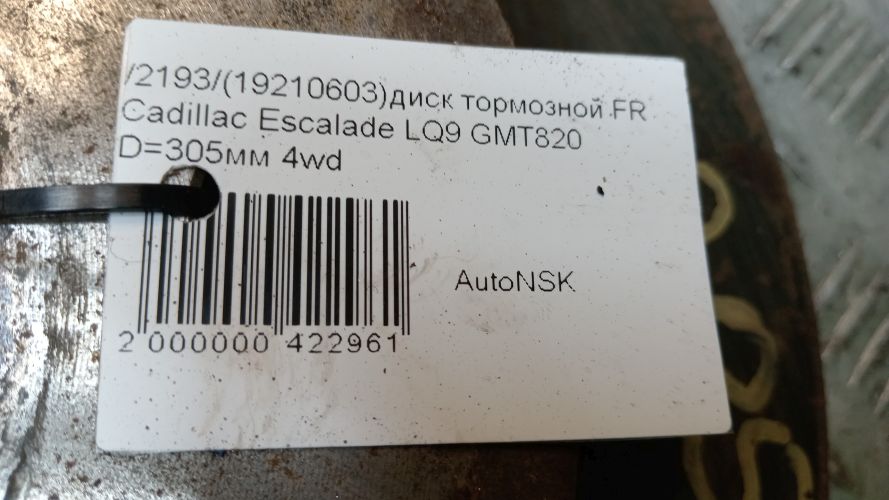 /2193/(19210603)диск тормозной FR
Cadillac Escalade LQ9 GMT820
D=305мм 4wd
AutoNSK
2 000000 422961